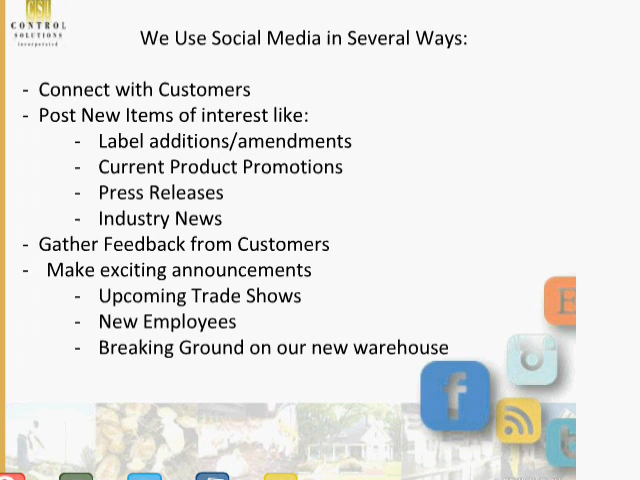 CSI
CONTROL
SOLUTIONS
incorporated
We Use Social Media in Several Ways:
- Connect with Customers
- Post New Items of interest like:
- Label additions/amendments
- Current Product Promotions
- Press Releases
- Industry News
- Gather Feedback from Customers
- Make exciting announcements
- Upcoming Trade Shows
- New Employees
- Breaking Ground on our new warehouse
E
f
t